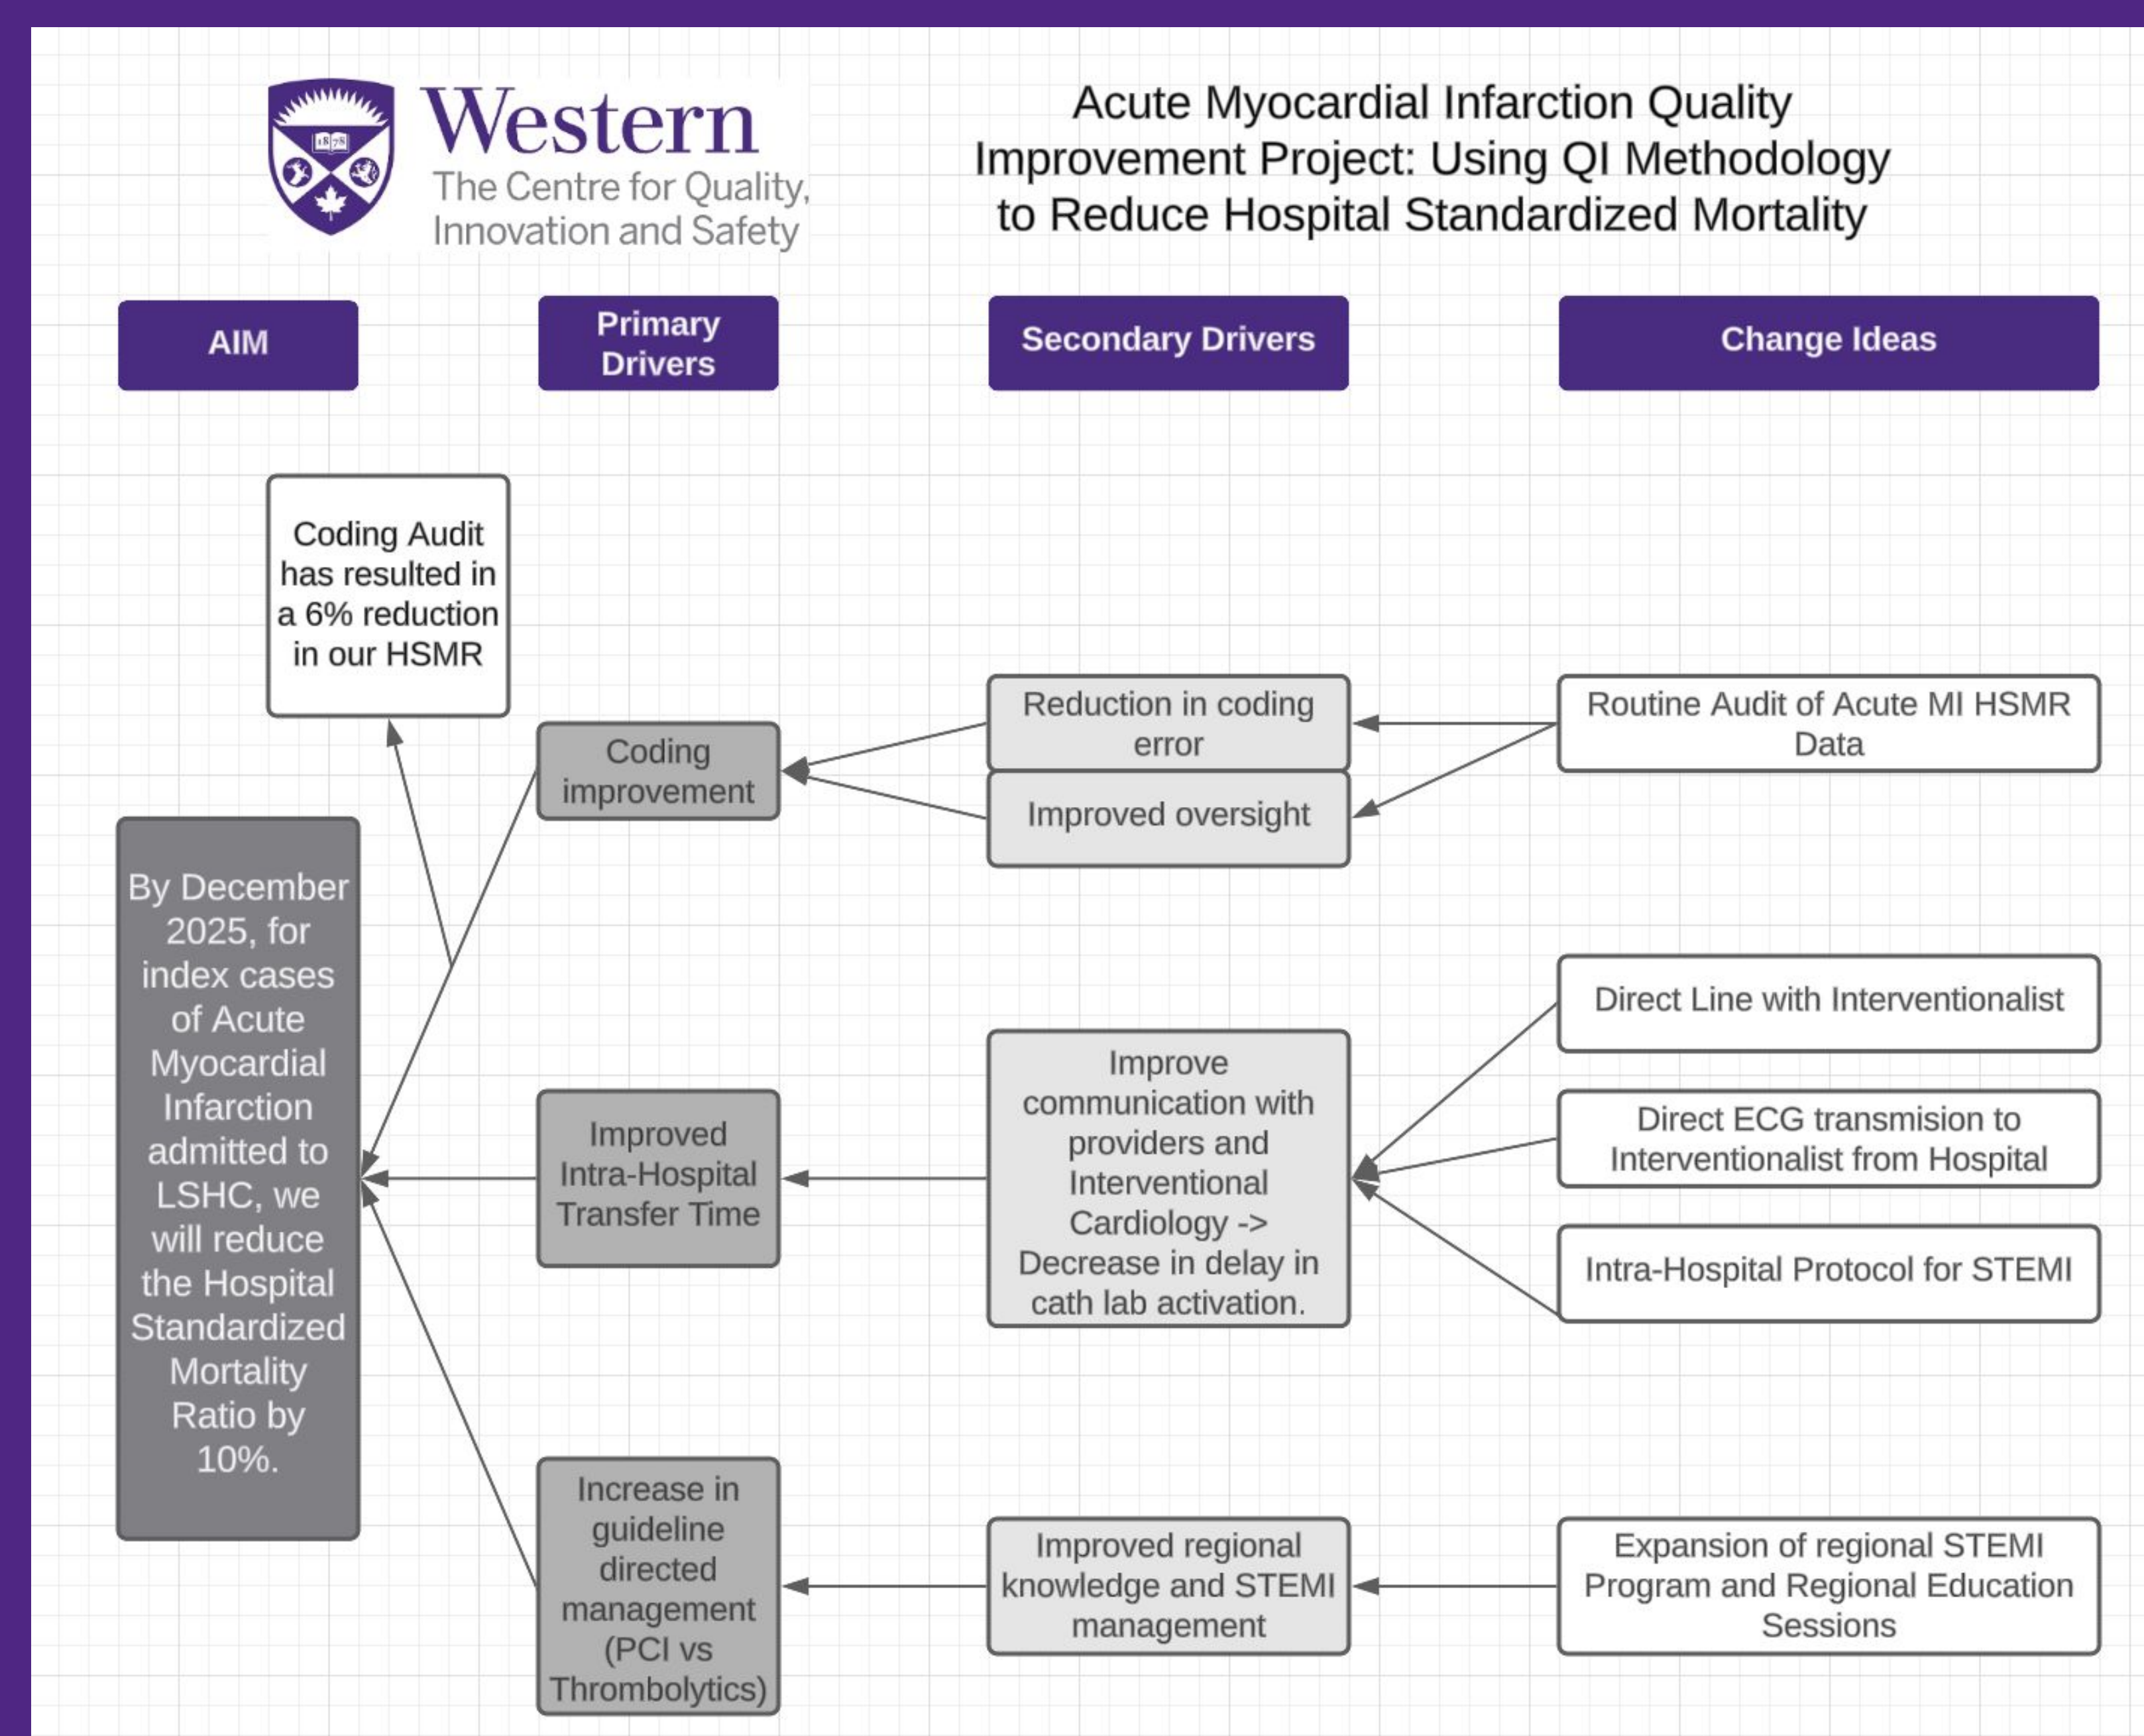 1878
Western
The Centre for Quality,
Innovation and Safety
Acute Myocardial Infarction Quality
Improvement Project: Using QI Methodology
to Reduce Hospital Standardized Mortality
AIM
Primary
Drivers
Secondary Drivers
Change Ideas
Coding Audit
has resulted in
a 6% reduction
in our HSMR
By December
2025, for
index cases
of Acute
Myocardial
Infarction
admitted to
LSHC, we
will reduce
the Hospital
Standardized
Mortality
Ratio by
10%.
Coding
improvement
Reduction in coding
error
Improved oversight
Routine Audit of Acute MI HSMR
Data
Improved
Intra-Hospital
Transfer Time
Improve
communication with
providers and
Interventional
Cardiology ->
Decrease in delay in
cath lab activation.
Direct Line with Interventionalist
Direct ECG transmision to
Interventionalist from Hospital
Intra-Hospital Protocol for STEMI
Increase in
guideline
directed
management
(PCI vs
Thrombolytics)
Improved regional
knowledge and STEMI
management
Expansion of regional STEMI
Program and Regional Education
Sessions